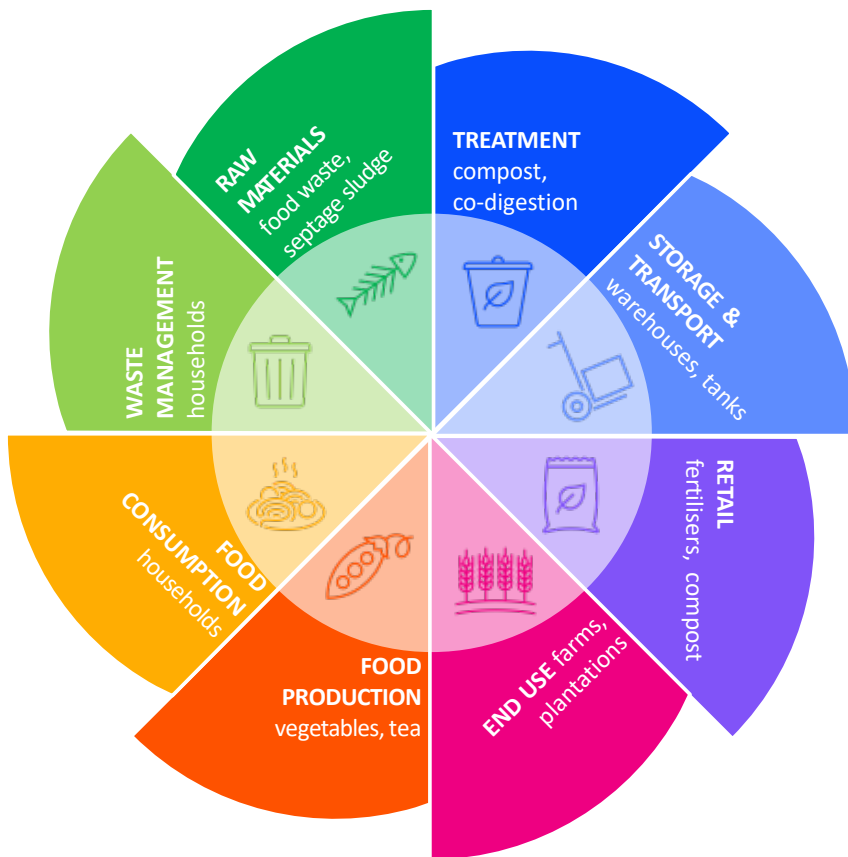 TREATMENT
compost,
co-digestion
STORAGE &
TRANSPORT
warehouses, tanks
RETAIL
fertilisers, compost
END USE farms,
plantations
FOOD
PRODUCTION
vegetables, tea
FOOD
CONSUMPTION
households
WASTE
MANAGEMENT
households
RAW
MATERIALS
food waste,
septage sludge